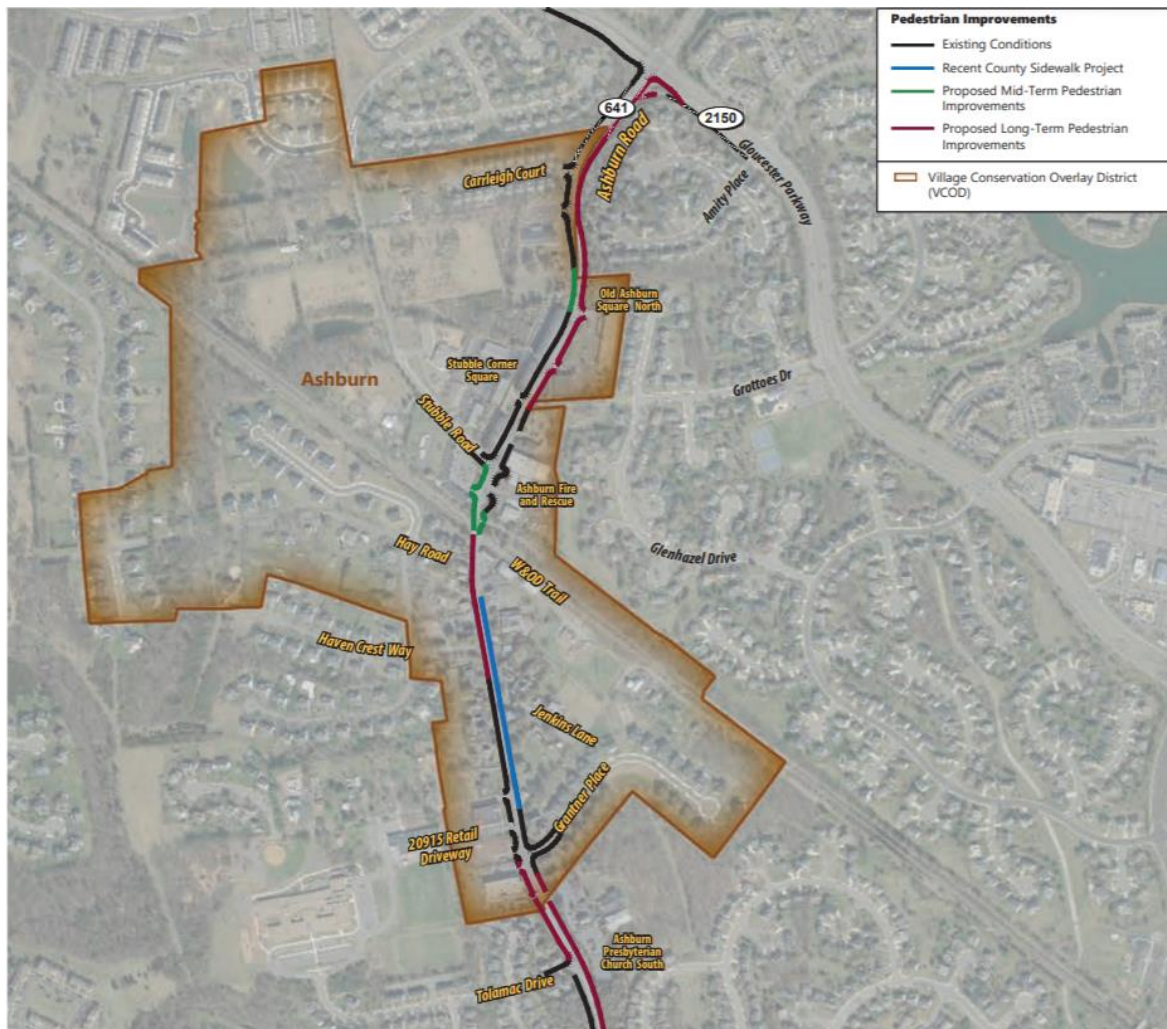 Pedestrian Improvements
Existing Conditions
Recent County Sidewalk Project
Proposed Mid-Term Pedestrian
Improvements
Proposed Long-Term Pedestrian
Improvements
Village Conservation Overlay District
(VCOD)
641
2150
Ashburn Road
Gloucester Parkway
Carrleigh Court
Amity Place
Old Ashburn
Square North
Stubble Corner
Square
Ashburn
Grottoes Dr
Stubble Road
Ashburn Fire
and Rescue
Hay Road
Glenhazel Drive
W&OD Trail
Haven Crest Way
Jenkins Lane
Grantner Place
20915 Retail
Driveway
Ashburn
Presbyterian
Church South
Tolamac Drive